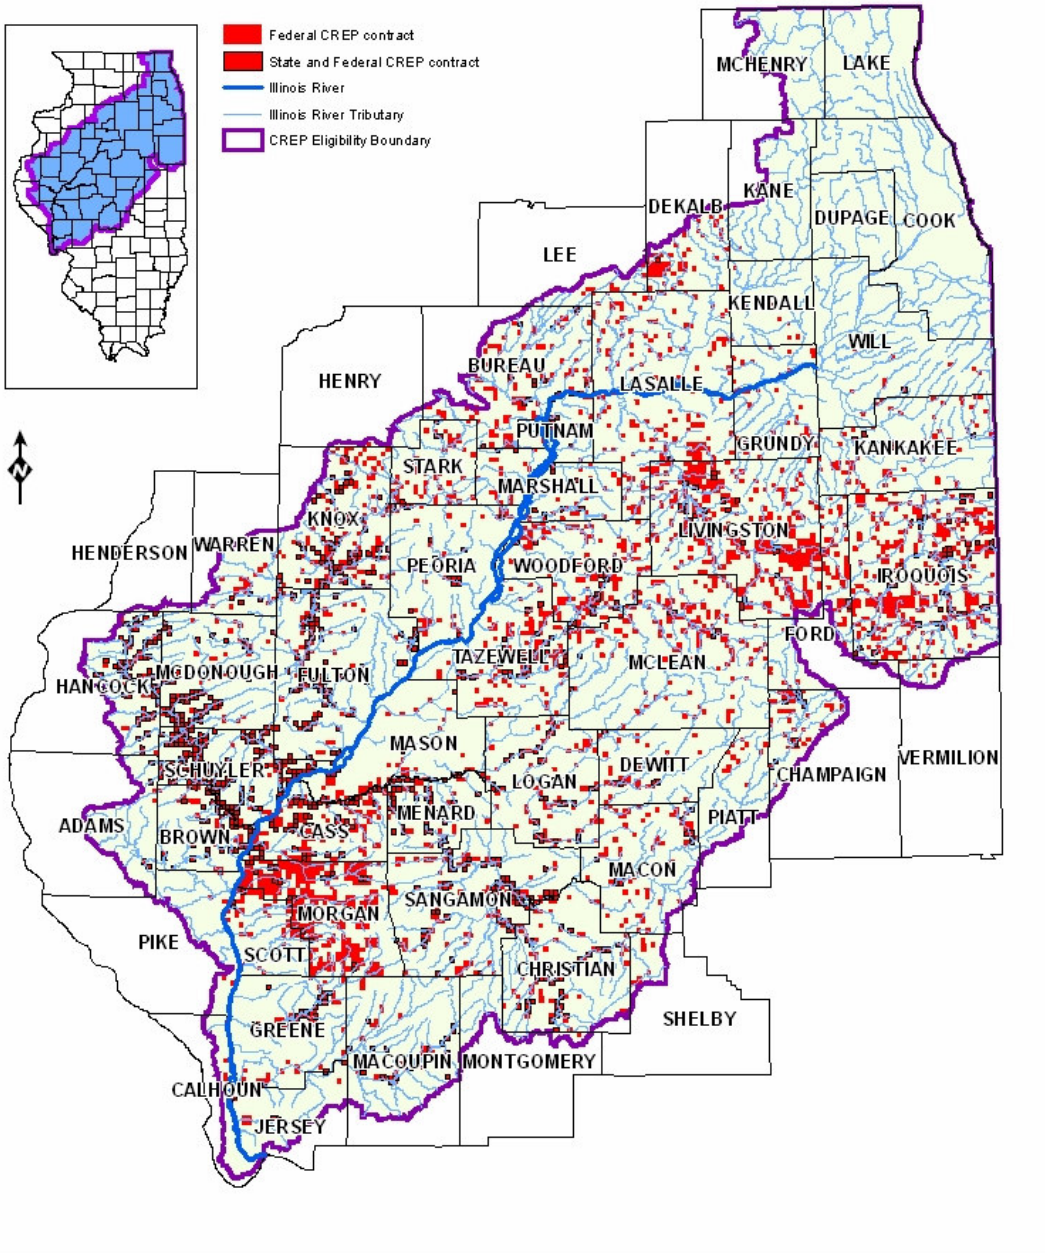 Federal CREP contract
State and Federal CREP contract
Illinois River
Illinois River Tributary
CREP Eligibility Boundary
MCHENRY
LAKE
KANE
DEKALB
DUPAGE
COOK
LEE
KENDALL
WILL
BUREAU
HENRY
LASALLE
PUTNAM
GRUNDY
KANKAKEE
STARK
MARSHALL
N
KNOX
LIVINGSTON
HENDERSON
WARREN
PEORIA
WOODFORD
IROQUOIS
FORD
MCDONOUGH
FULTON
TAZEWELL
MCLEAN
HANCOCK
MASON
SCHUYLER
LOGAN
DEWITT
CHAMPAIGN
VERMILION
ADAMS
BROWN
CASS
MENARD
PIATT
MACON
SANGAMON
MORGAN
PIKE
SCOTT
CHRISTIAN
SHELBY
GREENE
MACOUPIN
MONTGOMERY
CALHOUN
JERSEY